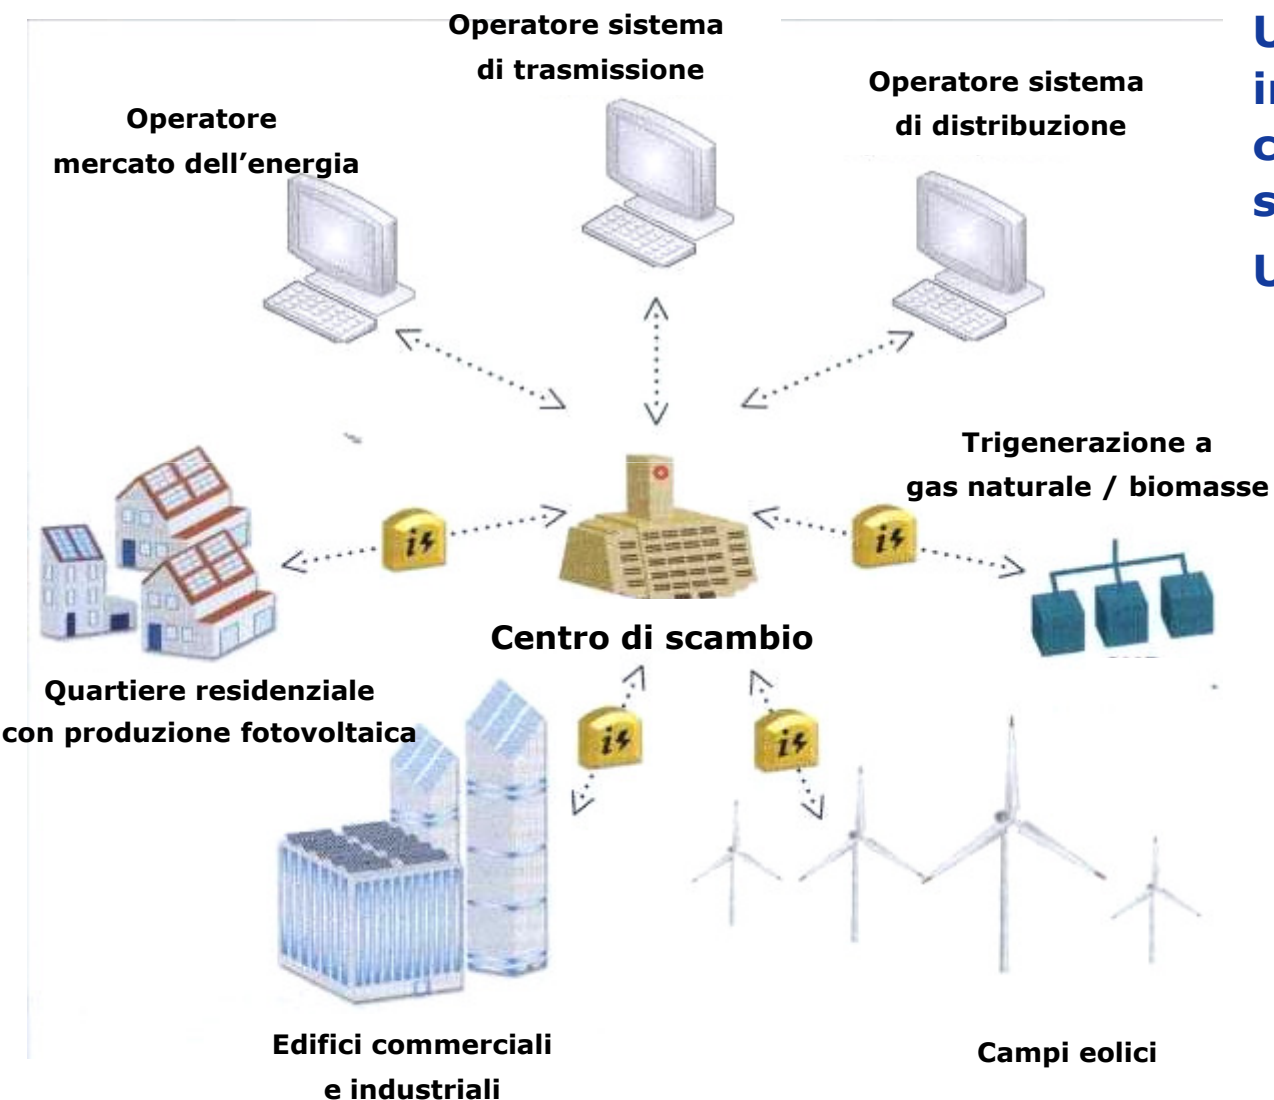 Operatore sistema
di trasmissione
Operatore sistema
di distribuzione
Operatore
mercato dell’energia
Trigenerazione a
gas naturale / biomasse
i
i
Centro di scambio
Quartiere residenziale
con produzione fotovoltaica
i
i
Edifici commerciali
e industriali
Campi eolici